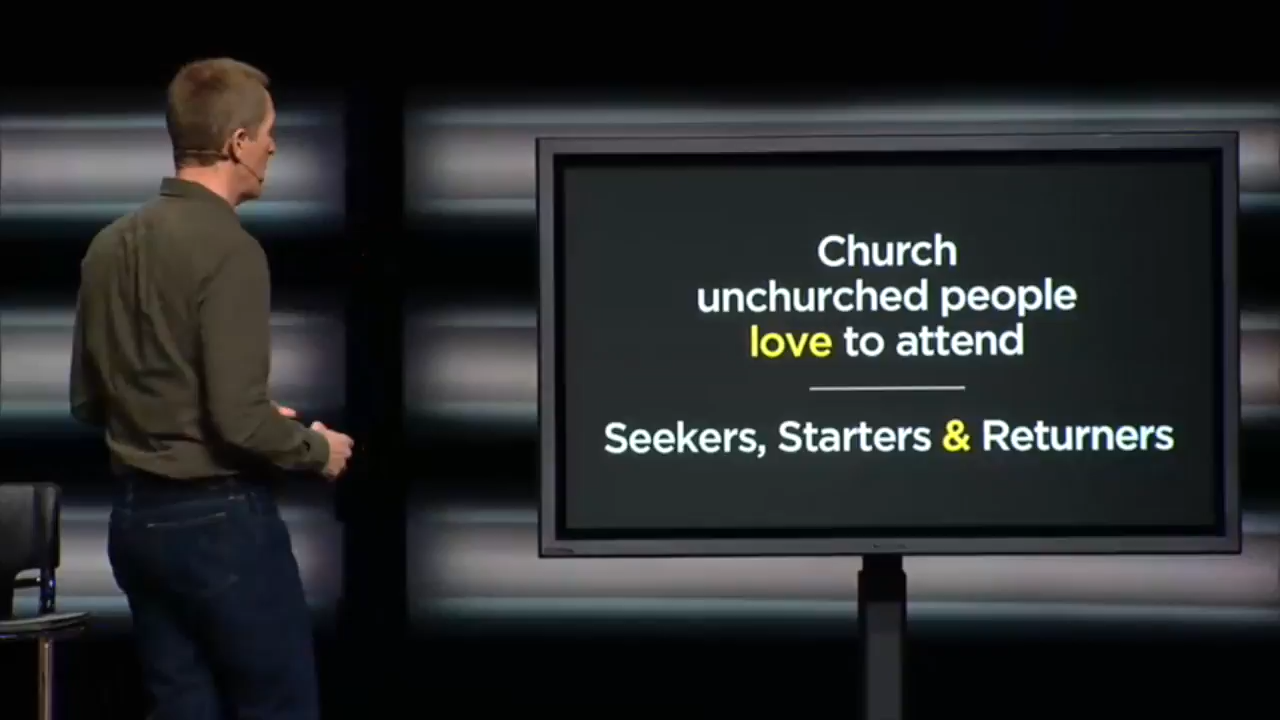 Church
unchurched people
love to attend
Seekers, Starters & Returners